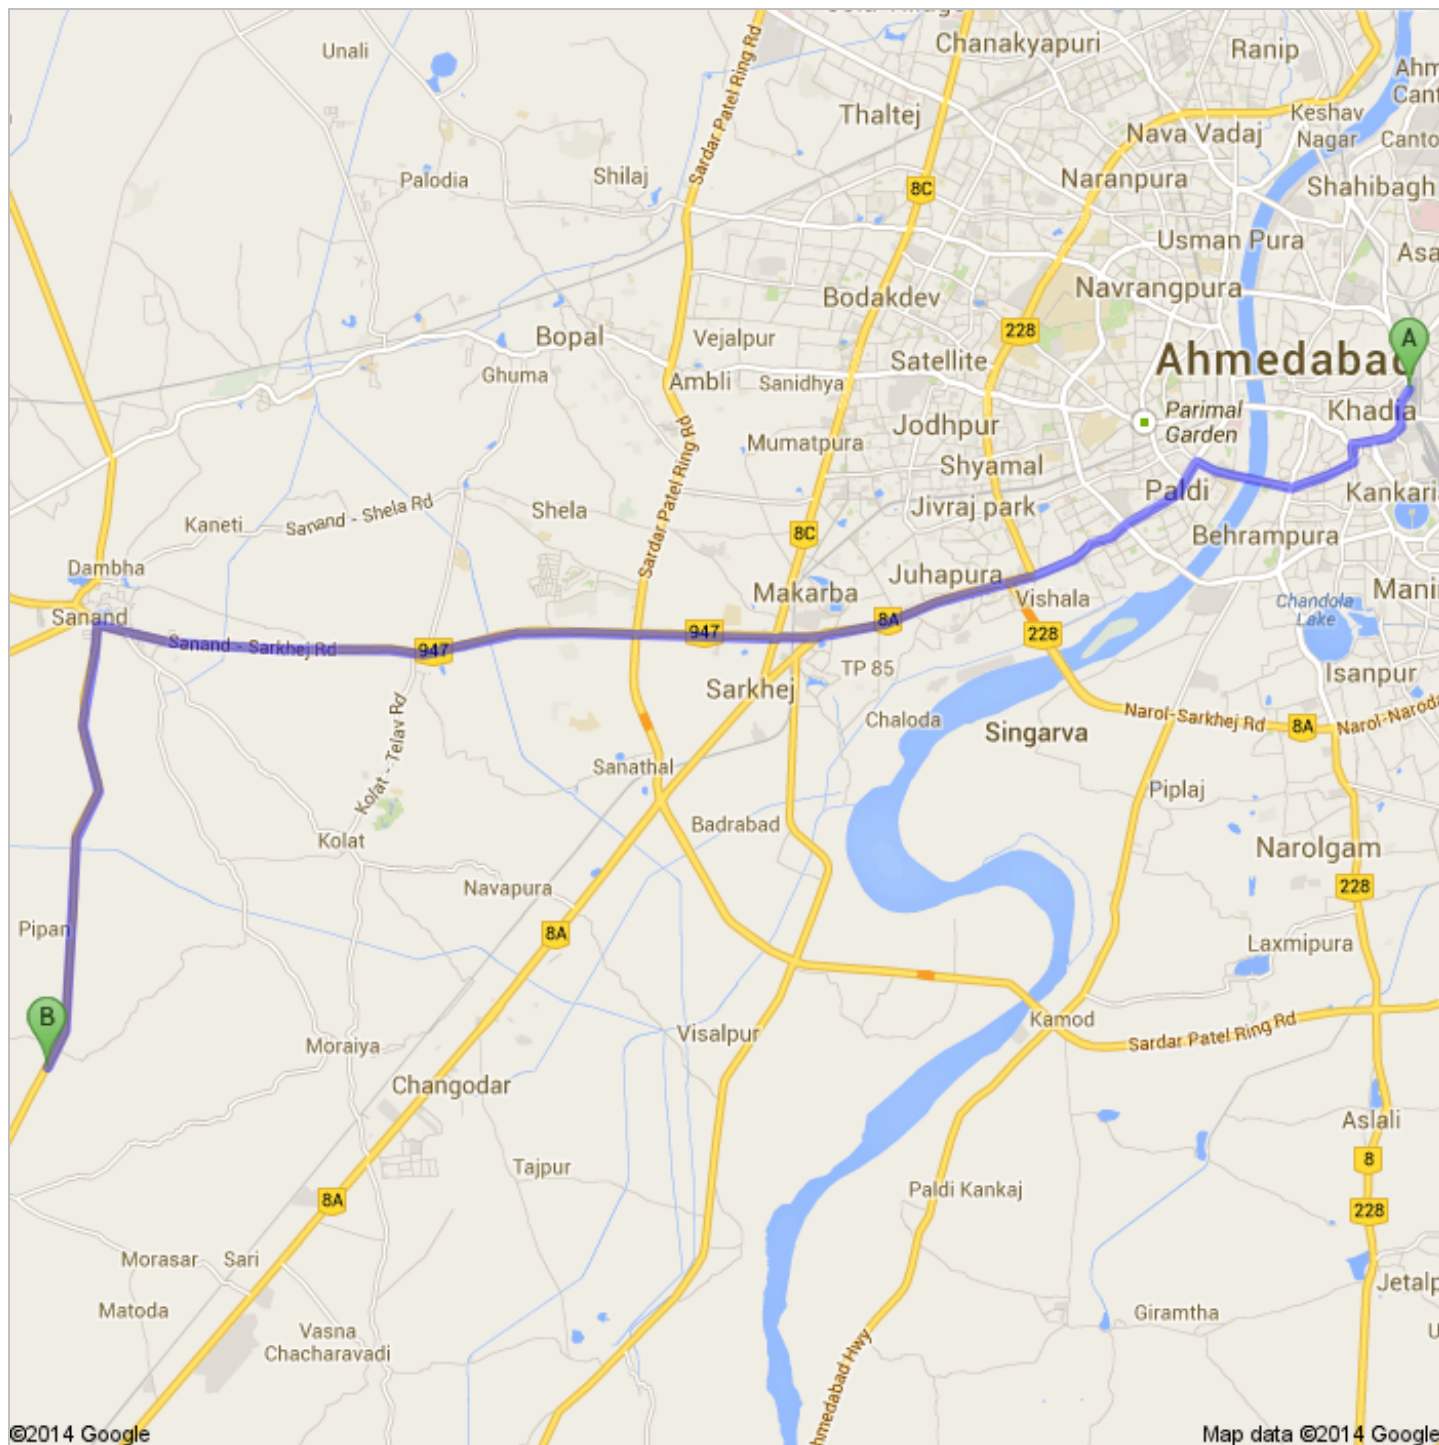 Sola Village
Chanakyapuri
Ranip
Unali
Sardar Patel Ring Rd
Ahm
Cant
Thaltej
Keshav
Nagar
Nava Vadaj
Canto
Shilaj
Palodia
8C
Naranpura
Shahibagh
Usman Pura
Asa
Navrangpura
Bodakdev
228
Bopal
Vejalpur
A
Satellite
Ahmedabad
Ghuma
Ambli
Sanidhya
Parimal
Garden
Khadia
Jodhpur
Mumatpura
Sardar Patel Ring Rd
Shyamal
Paldi
Kankari
Kaneti
Sanand - Shela Rd
Shela
Jivraj park
8C
Behrampura
Dambha
Juhapura
Makarba
Vishala
Mani
Chandola
Lake
Sanand
8A
947
228
Sanand - Sarkhej Rd
947
TP 85
Isanpur
Sarkhej
Chaloda
Singarva
Narol-Sarkhej Rd
8A
Narol-Naroda
Kolat - Telav Rd
Sanathal
Piplaj
Badrabad
Kolat
Narolgam
Navapura
228
Pipan
8A
Laxmipura
B
Visalpur
Kamod
Sardar Patel Ring Rd
Moraiya
Changodar
Aslali
Tajpur
8
Paldi Kankaj
8A
228
Morasar
Sari
Jetalp
Matoda
Giramtha
Vasna
Chacharavadi
U
hmedabad Hwy
©2014 Google
Map data ©2014 Google